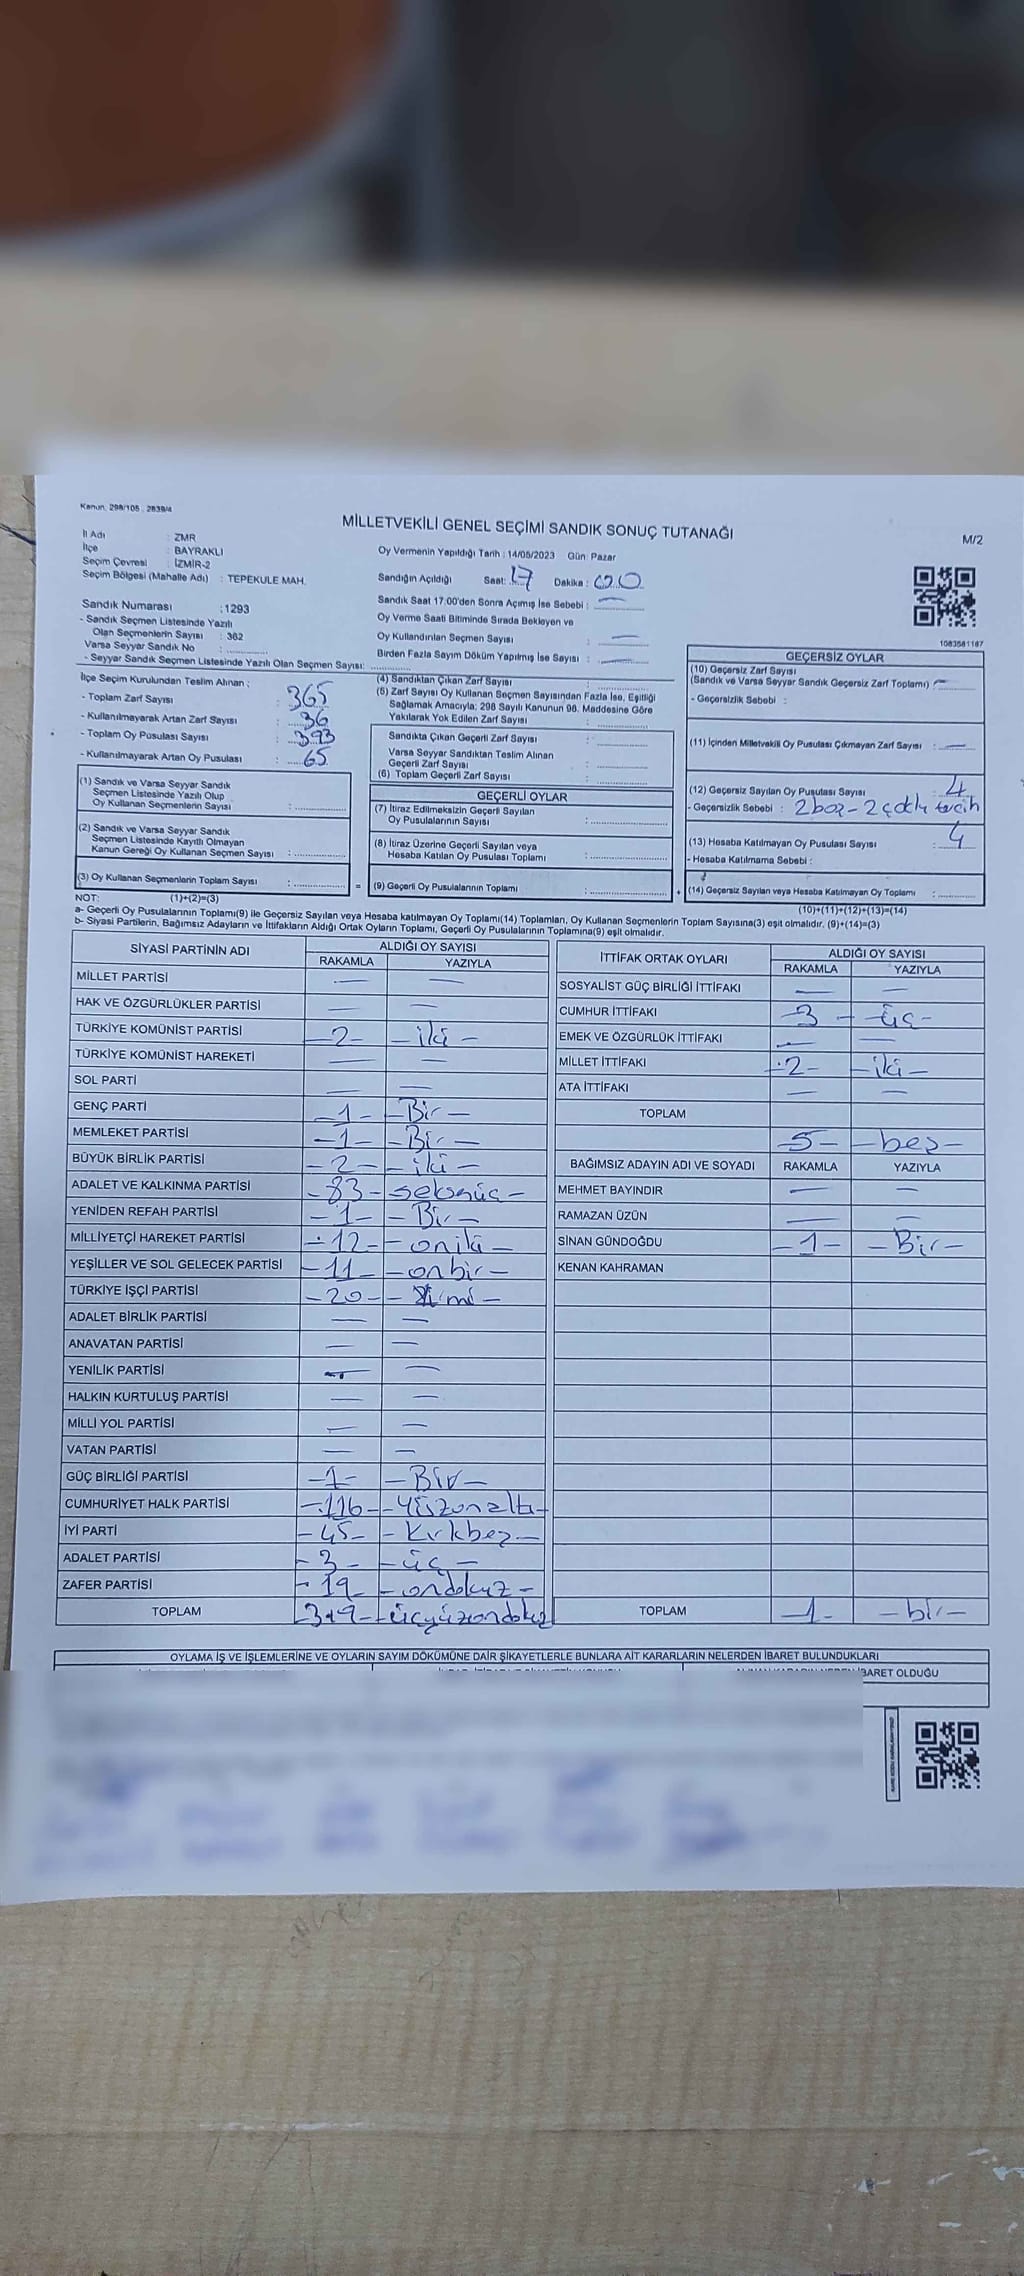 Kanun. 298/105 . 2839/4
MİLLETVEKİLİ GENEL SEÇİMİ SANDIK SONUÇ TUTANAĞI
M/2
İl Adı : ZMR
İlçe : BAYRAKLI
Seçim Çevresi : İZMİR-2
Seçim Bölgesi (Mahalle Adı) : TEPEKULE MAH.
Oy Vermenin Yapıldığı Tarih : 14/05/2023 Gün: Pazar
Sandığın Açıldığı Saat: 17 Dakika :
Sandık Saat 17:00'den Sonra Açımış İse Sebebi : —
Oy Verme Saati Bitiminde Sırada Bekleyen ve
Oy Kullandırılan Seçmen Sayısı : —
Birden Fazla Sayım Döküm Yapılmış İse Sayısı : —
1083581187
Sandık Numarası :1293
- Sandık Seçmen Listesinde Yazılı
Olan Seçmenlerin Sayısı : 362
Varsa Seyyar Sandık No :
- Seyyar Sandık Seçmen Listesinde Yazılı Olan Seçmen Sayısı:
İlçe Seçim Kurulundan Teslim Alınan :
- Toplam Zarf Sayısı : 365
- Kullanılmayarak Artan Zarf Sayısı : 36
- Toplam Oy Pusulası Sayısı : 393
- Kullanılmayarak Artan Oy Pusulası : 65
(1) Sandık ve Varsa Seyyar Sandık
Seçmen Listesinde Yazılı Olup
Oy Kullanan Seçmenlerin Sayısı :
(2) Sandık ve Varsa Seyyar Sandık
Seçmen Listesinde Kayıtlı Olmayan
Kanun Gereği Oy Kullanan Seçmen Sayısı :
(3) Oy Kullanan Seçmenlerin Toplam Sayısı :
(4) Sandıktan Çıkan Zarf Sayısı :
(5) Zarf Sayısı Oy Kullanan Seçmen Sayısından Fazla İse, Eşitliği
Sağlamak Amacıyla; 298 Sayılı Kanunun 98. Maddesine Göre
Yakılarak Yok Edilen Zarf Sayısı :
Sandıkta Çıkan Geçerli Zarf Sayısı :
Varsa Seyyar Sandıktan Teslim Alınan
Geçerli Zarf Sayısı :
(6) Toplam Geçerli Zarf Sayısı :
GEÇERLİ OYLAR
(7) İtiraz Edilmeksizin Geçerli Sayılan
Oy Pusulalarının Sayısı :
(8) İtiraz Üzerine Geçerli Sayılan veya
Hesaba Katılan Oy Pusulası Toplamı :
= (9) Geçerli Oy Pusulalarının Toplamı :
GEÇERSİZ OYLAR
(10) Geçersiz Zarf Sayısı
(Sandık ve Varsa Seyyar Sandık Geçersiz Zarf Toplamı) : —
- Geçersizlik Sebebi :
(11) İçinden Milletvekili Oy Pusulası Çıkmayan Zarf Sayısı : —
(12) Geçersiz Sayılan Oy Pusulası Sayısı : 4
- Geçersizlik Sebebi : 2 boş - 2 çoklu tercih
(13) Hesaba Katılmayan Oy Pusulası Sayısı : 4
- Hesaba Katılmama Sebebi :
+ (14) Geçersiz Sayılan veya Hesaba Katılmayan Oy Toplamı :
NOT: (1)+(2)=(3)
(10)+(11)+(12)+(13)=(14)
a- Geçerli Oy Pusulalarının Toplamı(9) ile Geçersiz Sayılan veya Hesaba katılmayan Oy Toplamı(14) Toplamları, Oy Kullanan Seçmenlerin Toplam Sayısına(3) eşit olmalıdır. (9)+(14)=(3)
b- Siyasi Partilerin, Bağımsız Adayların ve İttifakların Aldığı Ortak Oyların Toplamı, Geçerli Oy Pusulalarının Toplamına(9) eşit olmalıdır.
SİYASİ PARTİNİN ADI ALDIĞI OY SAYISI
RAKAMLA YAZIYLA
MİLLET PARTİSİ — —
HAK VE ÖZGÜRLÜKLER PARTİSİ — —
TÜRKİYE KOMÜNİST PARTİSİ -2- -iki-
TÜRKİYE KOMÜNİST HAREKETİ — —
SOL PARTİ — —
GENÇ PARTİ -1- -Bir-
MEMLEKET PARTİSİ -1- -Bir-
BÜYÜK BİRLİK PARTİSİ -2- -iki-
ADALET VE KALKINMA PARTİSİ -83- seksnüç-
YENİDEN REFAH PARTİSİ -1- -Bir-
MİLLİYETÇİ HAREKET PARTİSİ -12- -oniki-
YEŞİLLER VE SOL GELECEK PARTİSİ -11- -onbir-
TÜRKİYE İŞÇİ PARTİSİ -20-
ADALET BİRLİK PARTİSİ — —
ANAVATAN PARTİSİ — —
YENİLİK PARTİSİ — —
HALKIN KURTULUŞ PARTİSİ — —
MİLLİ YOL PARTİSİ — —
VATAN PARTİSİ — —
GÜÇ BİRLİĞİ PARTİSİ -1- -Bir-
CUMHURİYET HALK PARTİSİ -116- -yüzonaltı-
İYİ PARTİ -45- -kırkbeş-
ADALET PARTİSİ -3- -üç-
ZAFER PARTİSİ -19- -ondokuz-
TOPLAM -319- -üçyüzondokuz
İTTİFAK ORTAK OYLARI ALDIĞI OY SAYISI
RAKAMLA YAZIYLA
SOSYALİST GÜÇ BİRLİĞİ İTTİFAKI — —
CUMHUR İTTİFAKI -3- -üç-
EMEK VE ÖZGÜRLÜK İTTİFAKI — —
MİLLET İTTİFAKI -2- -iki-
ATA İTTİFAKI — —
TOPLAM
-5- -beş-
BAĞIMSIZ ADAYIN ADI VE SOYADI RAKAMLA YAZIYLA
MEHMET BAYINDIR — —
RAMAZAN ÜZÜN — —
SİNAN GÜNDOĞDU -1- -Bir-
KENAN KAHRAMAN
TOPLAM -1- -bir-
OYLAMA İŞ VE İŞLEMLERİNE VE OYLARIN SAYIM DÖKÜMÜNE DAİR ŞİKAYETLERLE BUNLARA AİT KARARLARIN NELERDEN İBARET BULUNDUKLARI
İBARET OLDUĞU